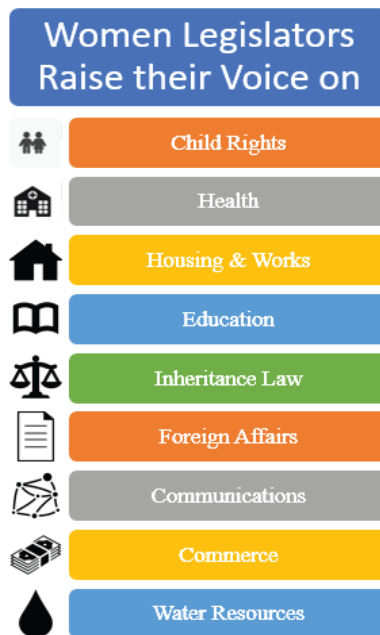 Women Legislators
Raise their Voice on
Child Rights
Health
Housing & Works
Education
Inheritance Law
Foreign Affairs
Communications
Commerce
Water Resources